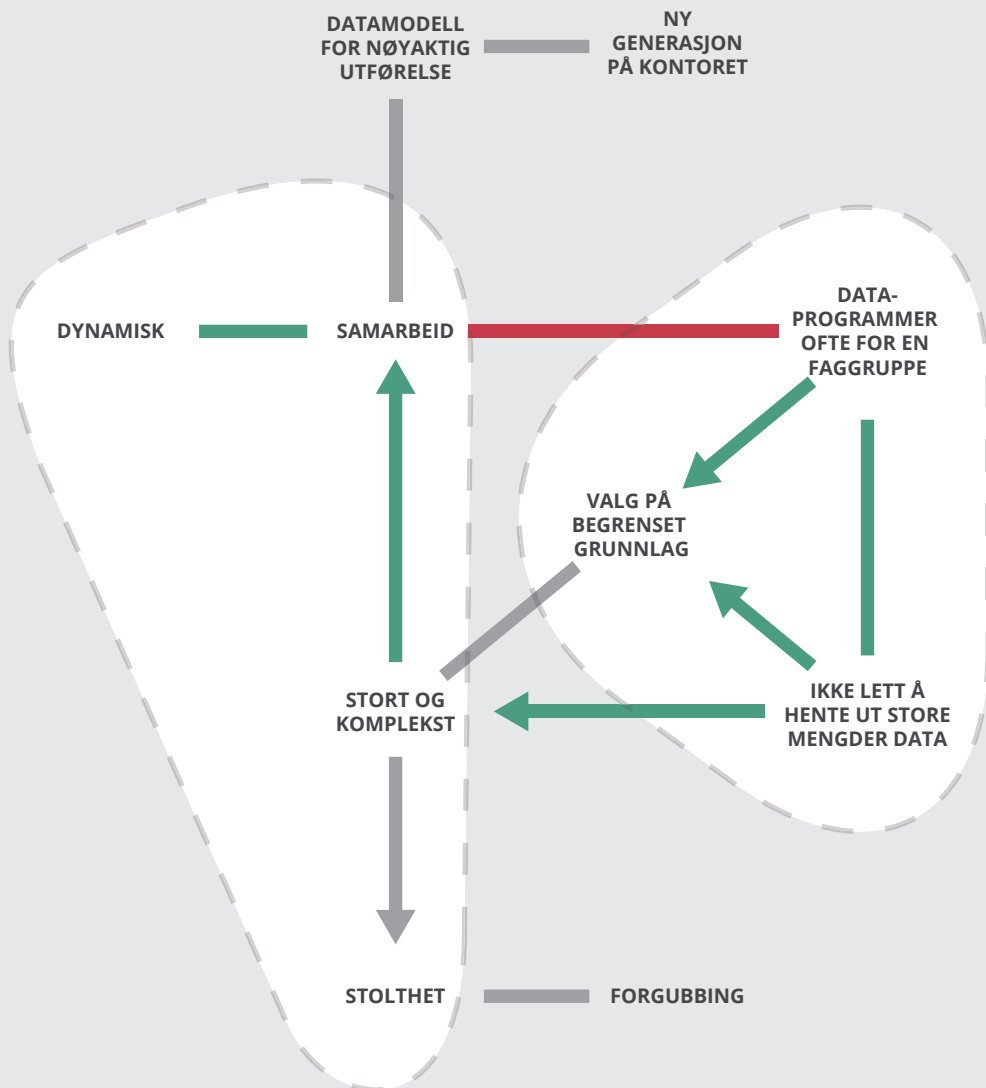 DATAMODELL
FOR NØYAKTIG
UTFØRELSE
NY
GENERASJON
PÅ KONTORET
DYNAMISK
SAMARBEID
DATA-
PROGRAMMER
OFTE FOR EN
FAGGRUPPE
VALG PÅ
BEGRENSET
GRUNNLAG
STORT OG
KOMPLEKST
IKKE LETT Å
HENTE UT STORE
MENGDER DATA
STOLTHET
FORGUBBING